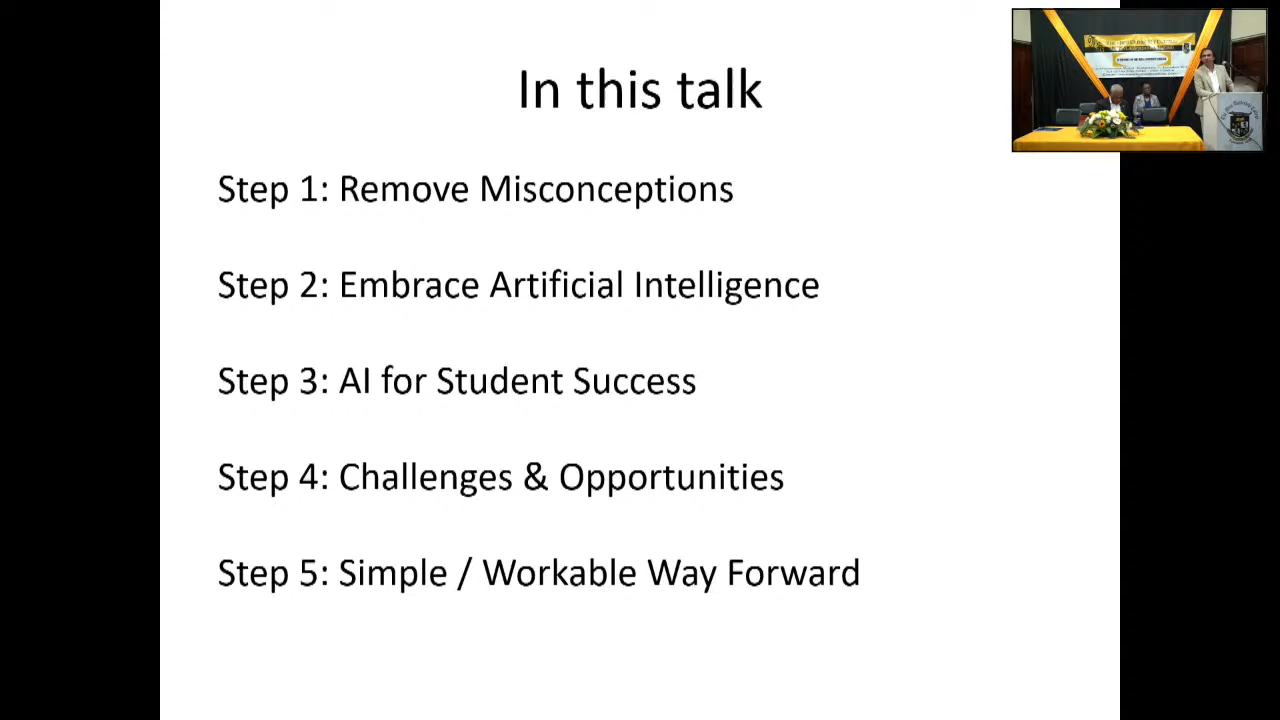 In this talk
Step 1: Remove Misconceptions
Step 2: Embrace Artificial Intelligence
Step 3: AI for Student Success
Step 4: Challenges & Opportunities
Step 5: Simple / Workable Way Forward